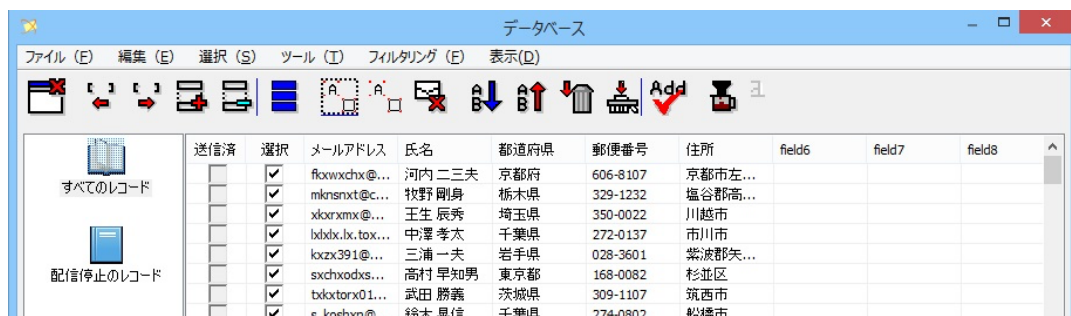 データベース
ファイル (F) 編集 (E) 選択 (S) ツール (T) フィルタリング (F) 表示(D)
Add
すべてのレコード
配信停止のレコード
送信済 選択 メールアドレス 氏名 都道府県 郵便番号 住所 field6 field7 field8
fkxwxchx@... 河内 二三夫 京都府 606-8107 京都市左...
mknsnxt@c... 牧野 剛身 栃木県 329-1232 塩谷郡高...
xkxrxmx@... 王生 辰秀 埼玉県 350-0022 川越市
lxlxlx.lx.tox... 中澤 孝太 千葉県 272-0137 市川市
kxzx391@... 三浦 一夫 岩手県 028-3601 紫波郡矢...
sxchxodxs... 高村 早知男 東京都 168-0082 杉並区
txkxtorx01... 武田 勝義 茨城県 309-1107 筑西市
千葉県 274-0802 船橋市